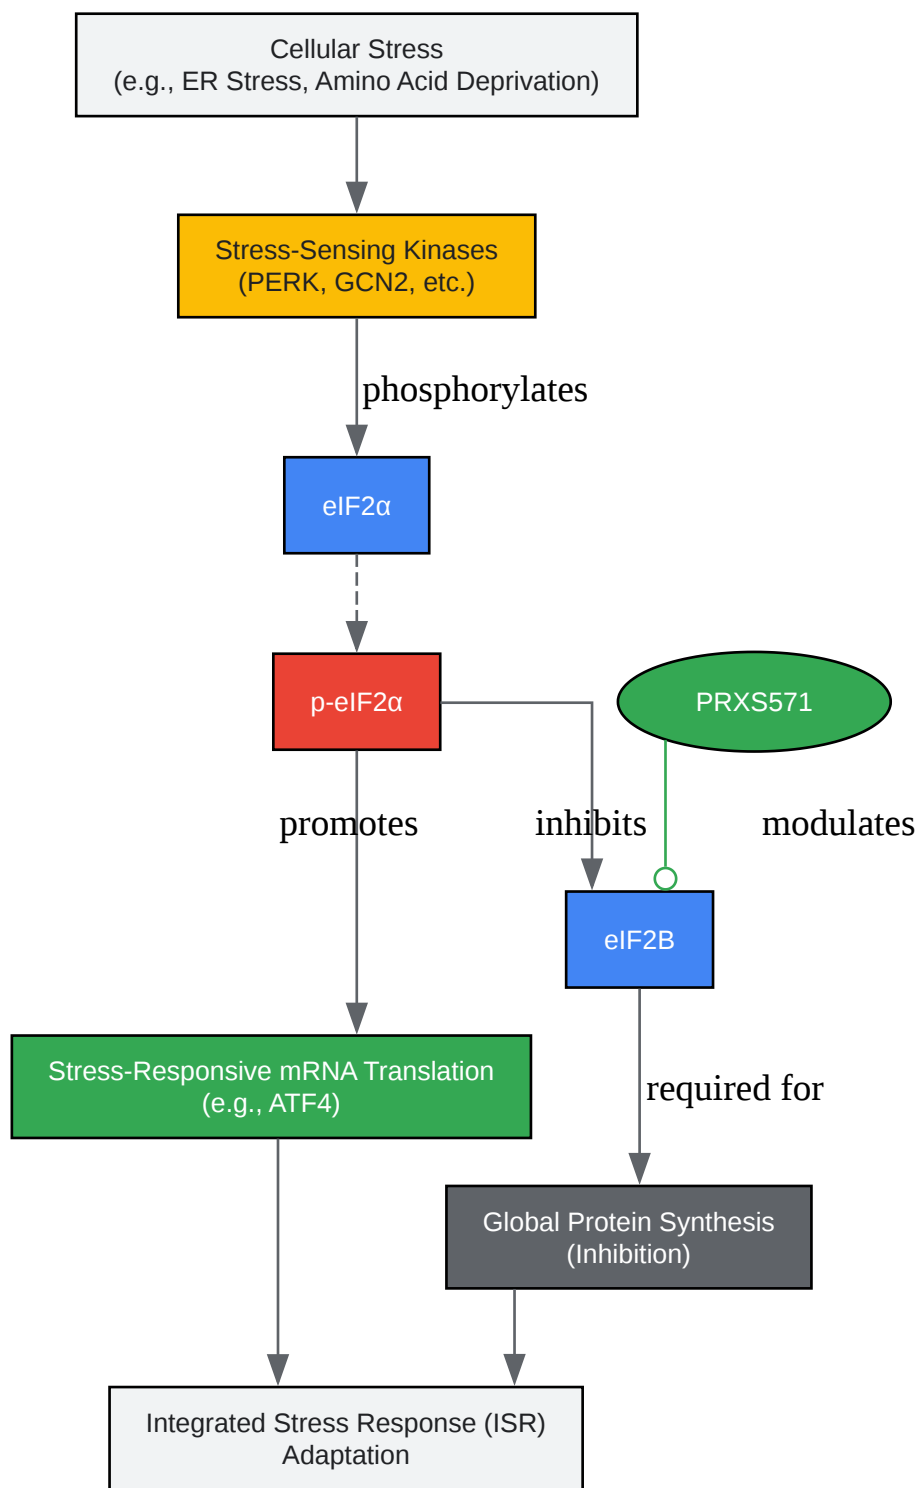 Cellular Stress
(e.g., ER Stress, Amino Acid Deprivation)
Stress-Sensing Kinases
(PERK, GCN2, etc.)
phosphorylates
eIF2α
p-eIF2α
PRXS571
promotes
inhibits
modulates
eIF2B
Stress-Responsive mRNA Translation
(e.g., ATF4)
required for
Global Protein Synthesis
(Inhibition)
Integrated Stress Response (ISR)
Adaptation